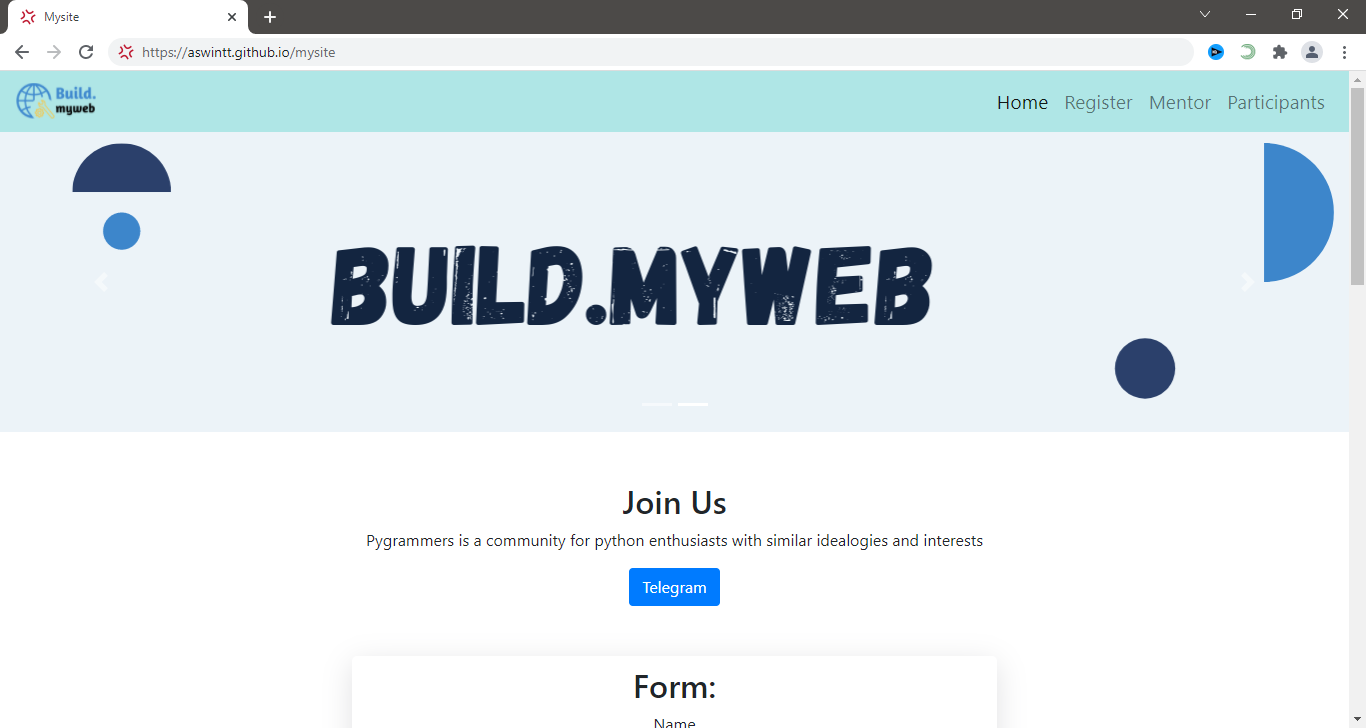 Mysite
https://aswintt.github.io/mysite
Build.
myweb
Home Register Mentor Participants
BUILD.MYWEB
Join Us
Pygrammers is a community for python enthusiasts with similar idealogies and interests
Telegram
Form:
Name